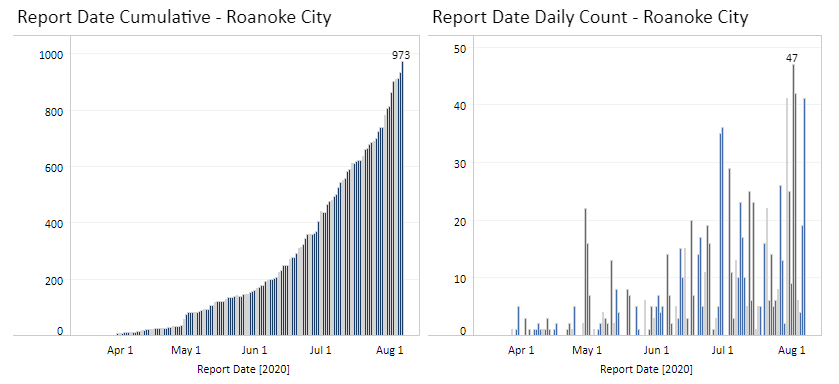 Report Date Cumulative - Roanoke City
973
1000
800
600
400
200
0
Apr 1 May 1 Jun 1 Jul 1 Aug 1
Report Date [2020]
Report Date Daily Count - Roanoke City
47
50
40
30
20
10
0
Apr 1 May 1 Jun 1 Jul 1 Aug 1
Report Date [2020]